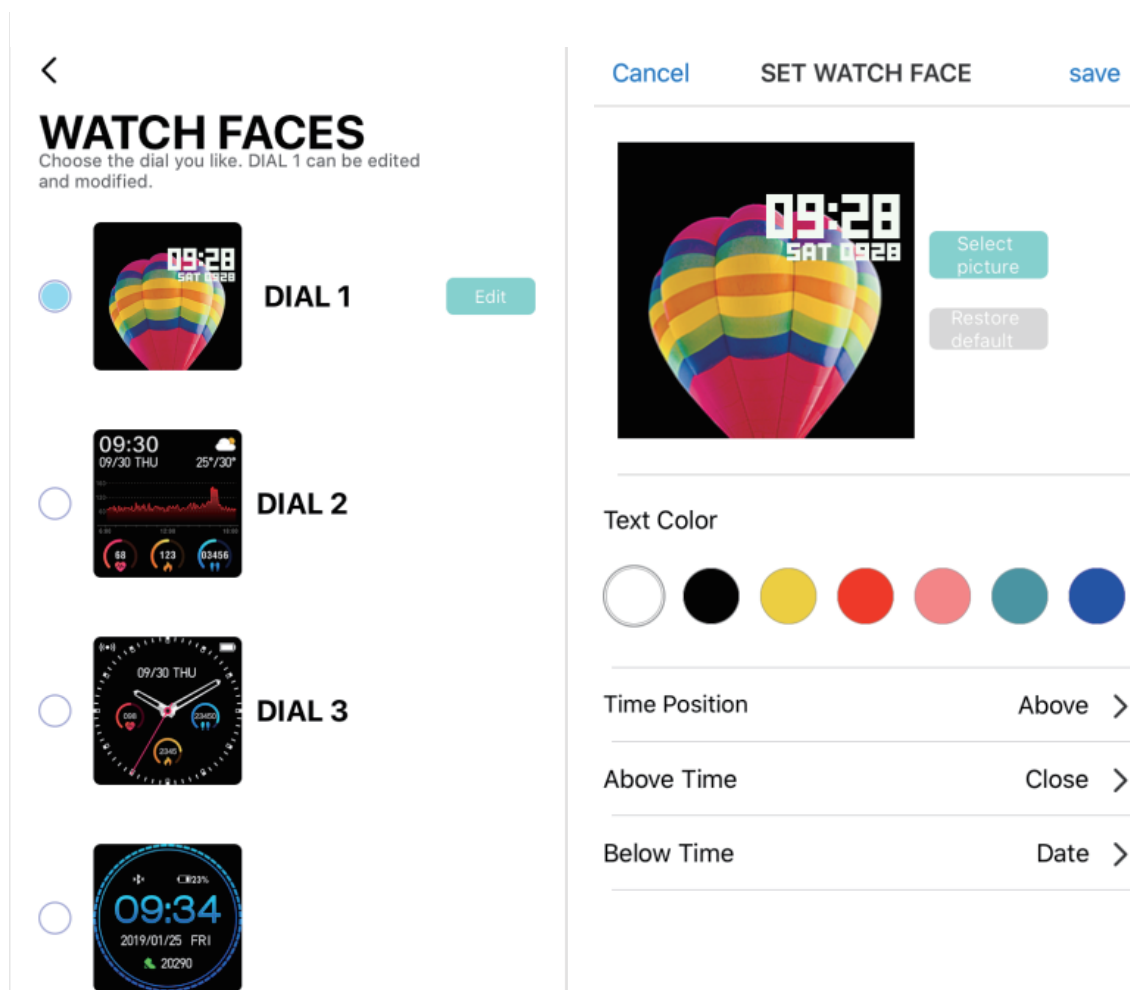 WATCH FACES
Choose the dial you like. DIAL 1 can be edited
and modified.
09:28
SAT 0928
DIAL 1
Edit
09:30
09/30 THU
25°/30°
68
123
03456
DIAL 2
09/30 THU
098
23450
2345
DIAL 3
23%
09:34
2019/01/25 FRI
20290
Cancel
SET WATCH FACE
save
09:28
SAT 0928
Select
picture
Restore
default
Text Color
Time Position
Above
Above Time
Close
Below Time
Date